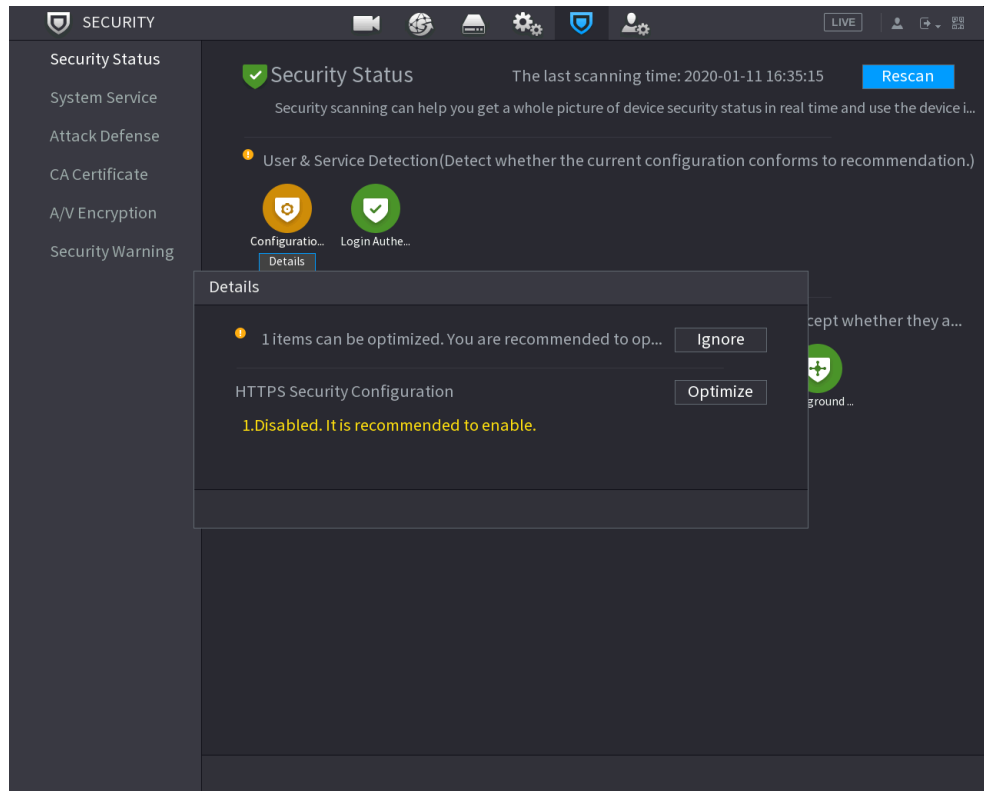 SECURITY
LIVE
Security Status
System Service
Attack Defense
CA Certificate
A/V Encryption
Security Warning
Security Status
The last scanning time: 2020-01-11 16:35:15
Rescan
Security scanning can help you get a whole picture of device security status in real time and use the device i...
User & Service Detection(Detect whether the current configuration conforms to recommendation.)
Configuratio...
Login Authe...
Details
cept whether they a...
ground ...
Details
1 items can be optimized. You are recommended to op...
Ignore
HTTPS Security Configuration
Optimize
1.Disabled. It is recommended to enable.